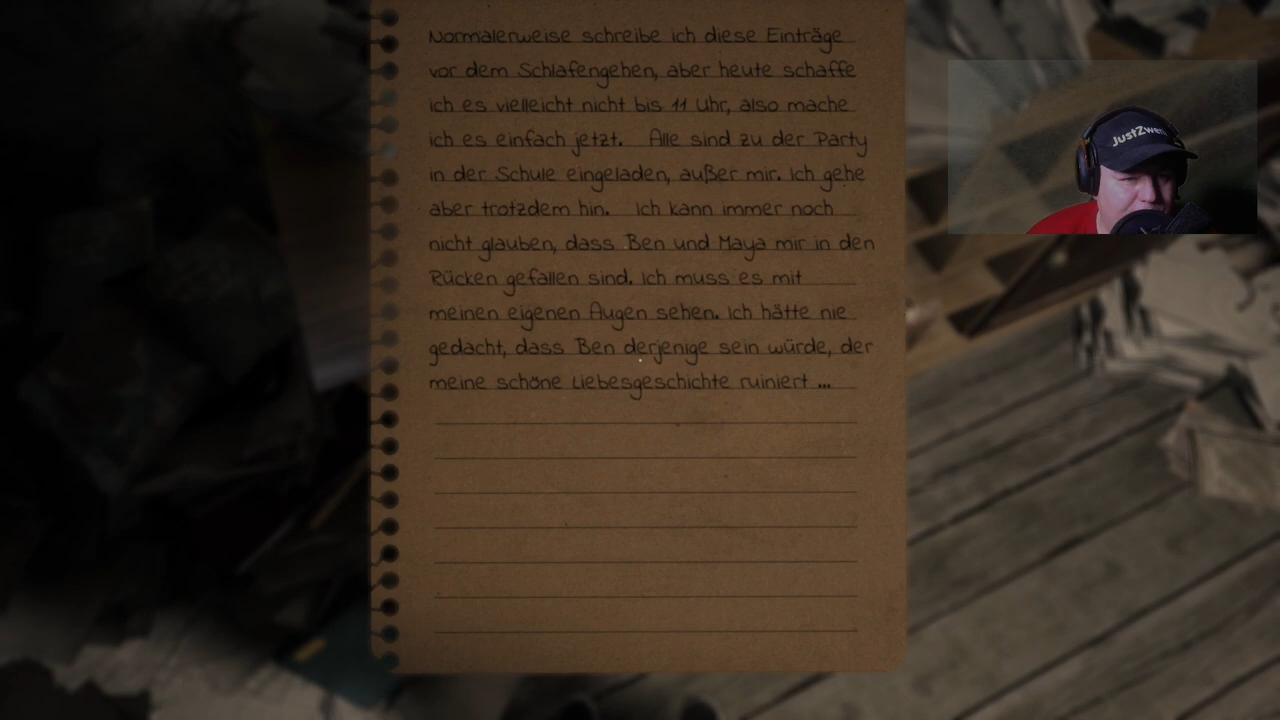 Normalerweise schreibe ich diese Einträge
vor dem Schlafengehen, aber heute schaffe
ich es vielleicht nicht bis 11 Uhr, also mache
ich es einfach jetzt. Alle sind zu der Party
in der Schule eingeladen, außer mir. Ich gehe
aber trotzdem hin. Ich kann immer noch
nicht glauben, dass Ben und Maya mir in den
Rücken gefallen sind. Ich muss es mit
meinen eigenen Augen sehen. Ich hätte nie
gedacht, dass Ben derjenige sein würde, der
meine schöne Liebesgeschichte ruiniert ...